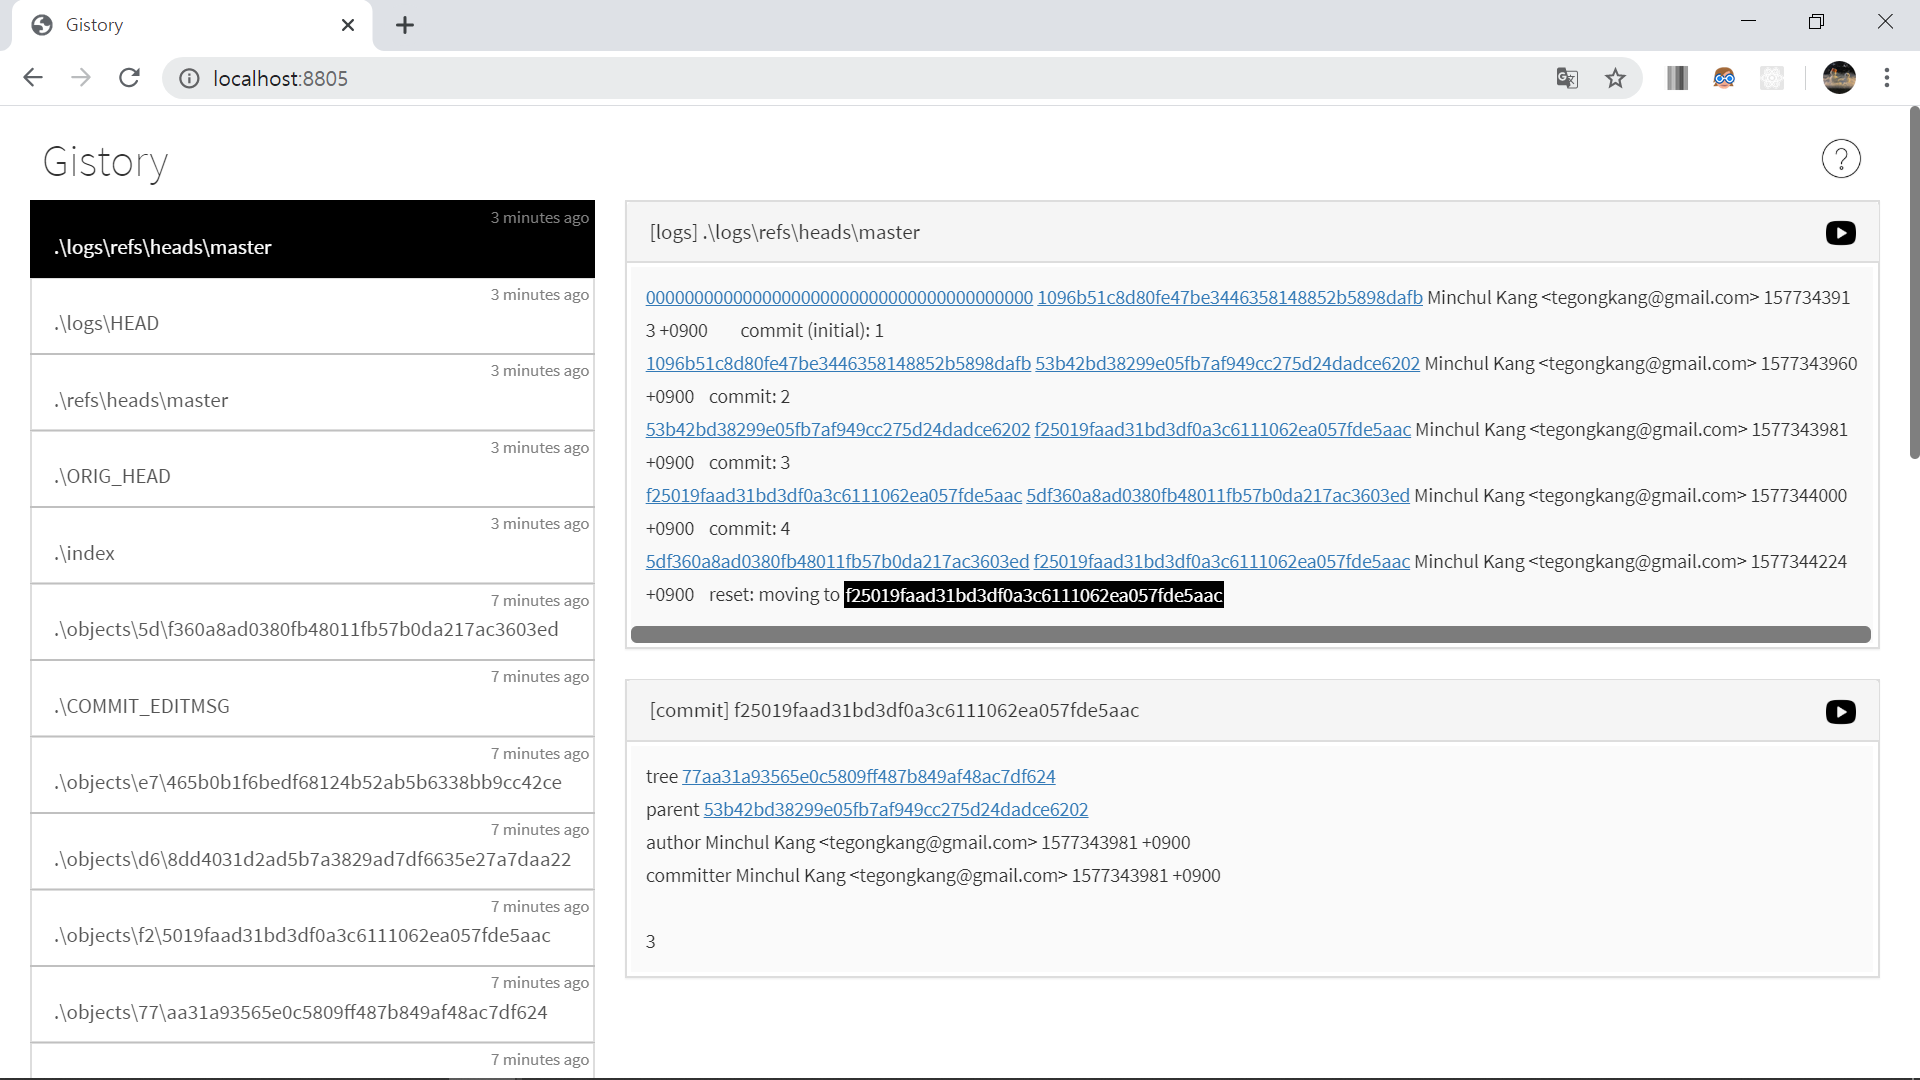 Gistory
localhost:8805
Gistory
?
3 minutes ago
.\logs\refs\heads\master
3 minutes ago
.\logs\HEAD
3 minutes ago
.\refs\heads\master
3 minutes ago
.\ORIG_HEAD
3 minutes ago
.\index
7 minutes ago
.\objects\5d\f360a8ad0380fb48011fb57b0da217ac3603ed
7 minutes ago
.\COMMIT_EDITMSG
7 minutes ago
.\objects\e7\465b0b1f6bedf68124b52ab5b6338bb9cc42ce
7 minutes ago
.\objects\d6\8dd4031d2ad5b7a3829ad7df6635e27a7daa22
7 minutes ago
.\objects\f2\5019faad31bd3df0a3c6111062ea057fde5aac
7 minutes ago
.\objects\77\aa31a93565e0c5809ff487b849af48ac7df624
7 minutes ago
[logs] .\logs\refs\heads\master
0000000000000000000000000000000000000000 1096b51c8d80fe47be3446358148852b5898dafb Minchul Kang <tegongkang@gmail.com> 157734391
3 +0900 commit (initial): 1
1096b51c8d80fe47be3446358148852b5898dafb 53b42bd38299e05fb7af949cc275d24dadce6202 Minchul Kang <tegongkang@gmail.com> 1577343960
+0900 commit: 2
53b42bd38299e05fb7af949cc275d24dadce6202 f25019faad31bd3df0a3c6111062ea057fde5aac Minchul Kang <tegongkang@gmail.com> 1577343981
+0900 commit: 3
f25019faad31bd3df0a3c6111062ea057fde5aac 5df360a8ad0380fb48011fb57b0da217ac3603ed Minchul Kang <tegongkang@gmail.com> 1577344000
+0900 commit: 4
5df360a8ad0380fb48011fb57b0da217ac3603ed f25019faad31bd3df0a3c6111062ea057fde5aac Minchul Kang <tegongkang@gmail.com> 1577344224
+0900 reset: moving to f25019faad31bd3df0a3c6111062ea057fde5aac
[commit] f25019faad31bd3df0a3c6111062ea057fde5aac
tree 77aa31a93565e0c5809ff487b849af48ac7df624
parent 53b42bd38299e05fb7af949cc275d24dadce6202
author Minchul Kang <tegongkang@gmail.com> 1577343981 +0900
committer Minchul Kang <tegongkang@gmail.com> 1577343981 +0900
3